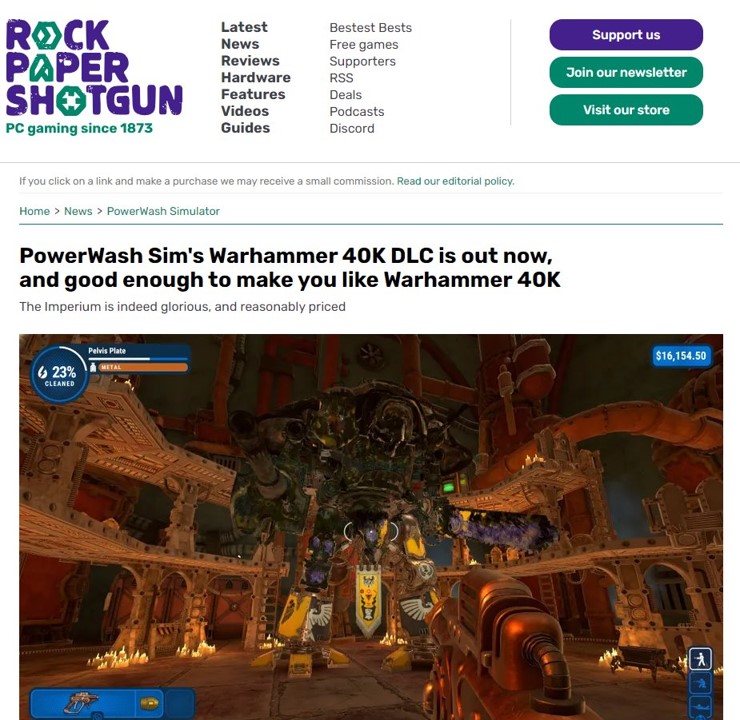 ROCK
PAPER
SHOTGUN
PC gaming since 1873
Latest
News
Reviews
Hardware
Features
Videos
Guides
Bestest Bests
Free games
Supporters
RSS
Deals
Podcasts
Discord
Support us
Join our newsletter
Visit our store
If you click on a link and make a purchase we may receive a small commission. Read our editorial policy.
Home > News > PowerWash Simulator
PowerWash Sim's Warhammer 40K DLC is out now,
and good enough to make you like Warhammer 40K
The Imperium is indeed glorious, and reasonably priced
Pelvis Plate
METAL
23%
CLEANED
$16,154.50